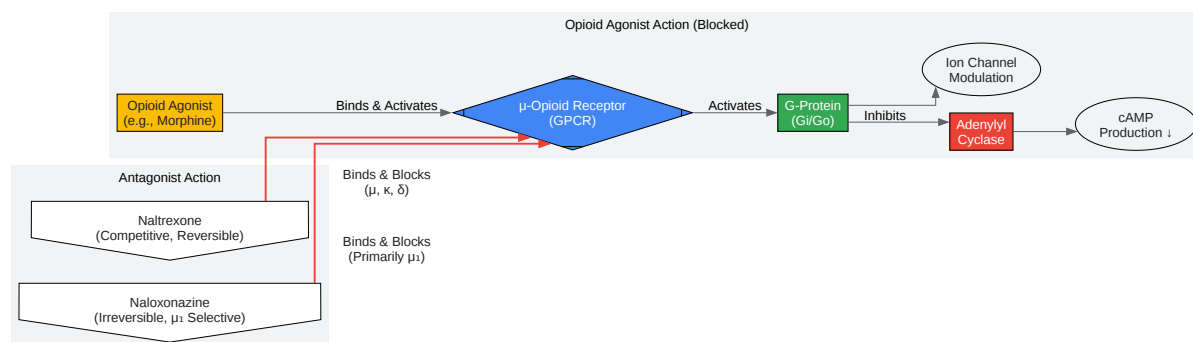 Opioid Agonist Action (Blocked)
Ion Channel
Modulation
Opioid Agonist
(e.g., Morphine)
Binds & Activates
μ-Opioid Receptor
(GPCR)
Activates
G-Protein
(Gi/Go)
Inhibits
Adenylyl
Cyclase
cAMP
Production ↓
Antagonist Action
Binds & Blocks
(μ, κ, δ)
Naltrexone
(Competitive, Reversible)
Binds & Blocks
(Primarily μ₁)
Naloxonazine
(Irreversible, μ₁ Selective)